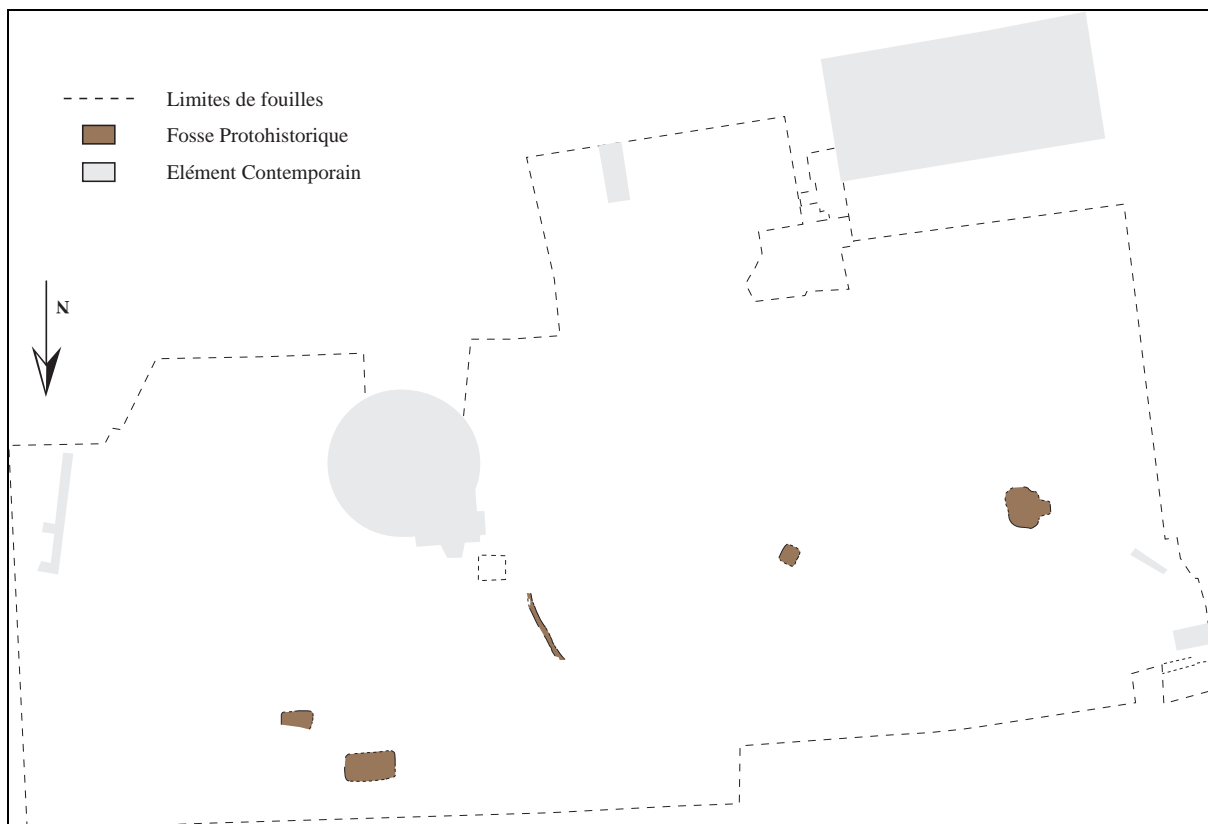 Limites de fouilles
Fosse Protohistorique
Elément Contemporain
N